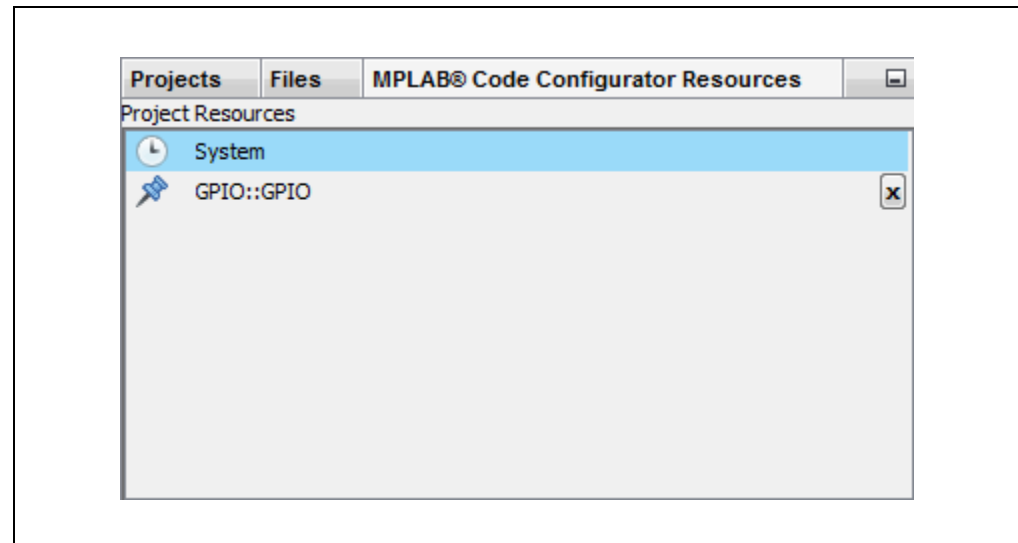 Projects Files MPLAB® Code Configurator Resources
Project Resources
System
GPIO::GPIO x